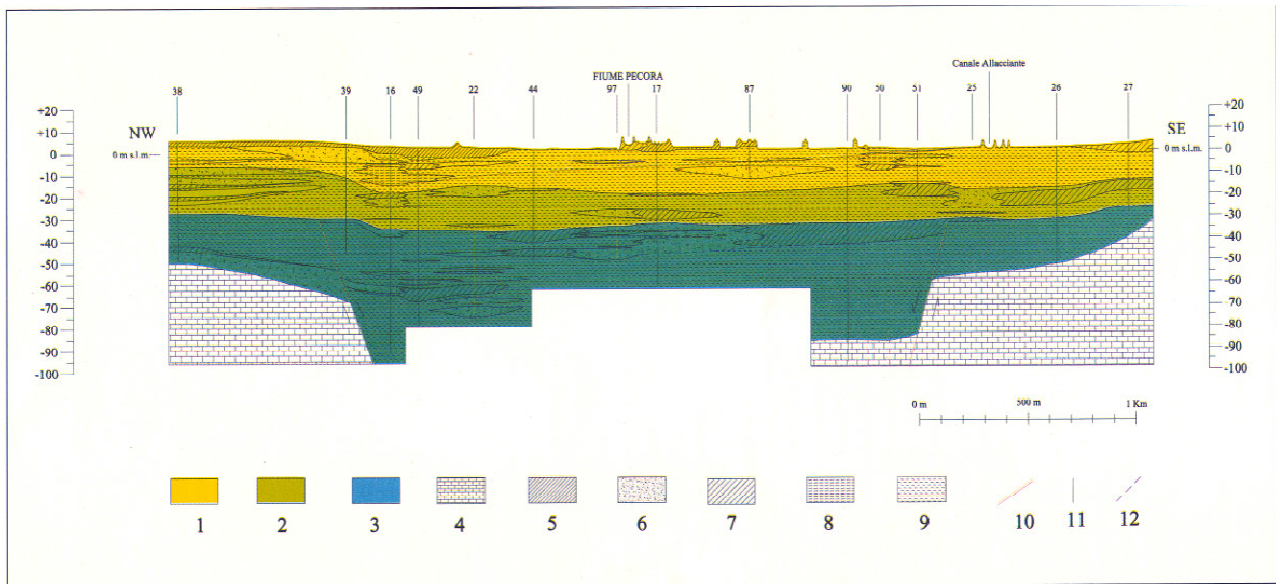 Canale Allacciante
FIUME PECORA
38 39 16 49 22 44 97 17 87 90 50 51 25 26 27
+20 +20
+10 NW SE +10
0 0 m s.l.m. 0 m s.l.m. 0
-10 -10
-20 -20
-30 -30
-40 -40
-50 -50
-60 -60
-70 -70
-80 -80
-90 -90
-100 -100
0 m 500 m 1 Km
1 2 3 4 5 6 7 8 9 10 11 12